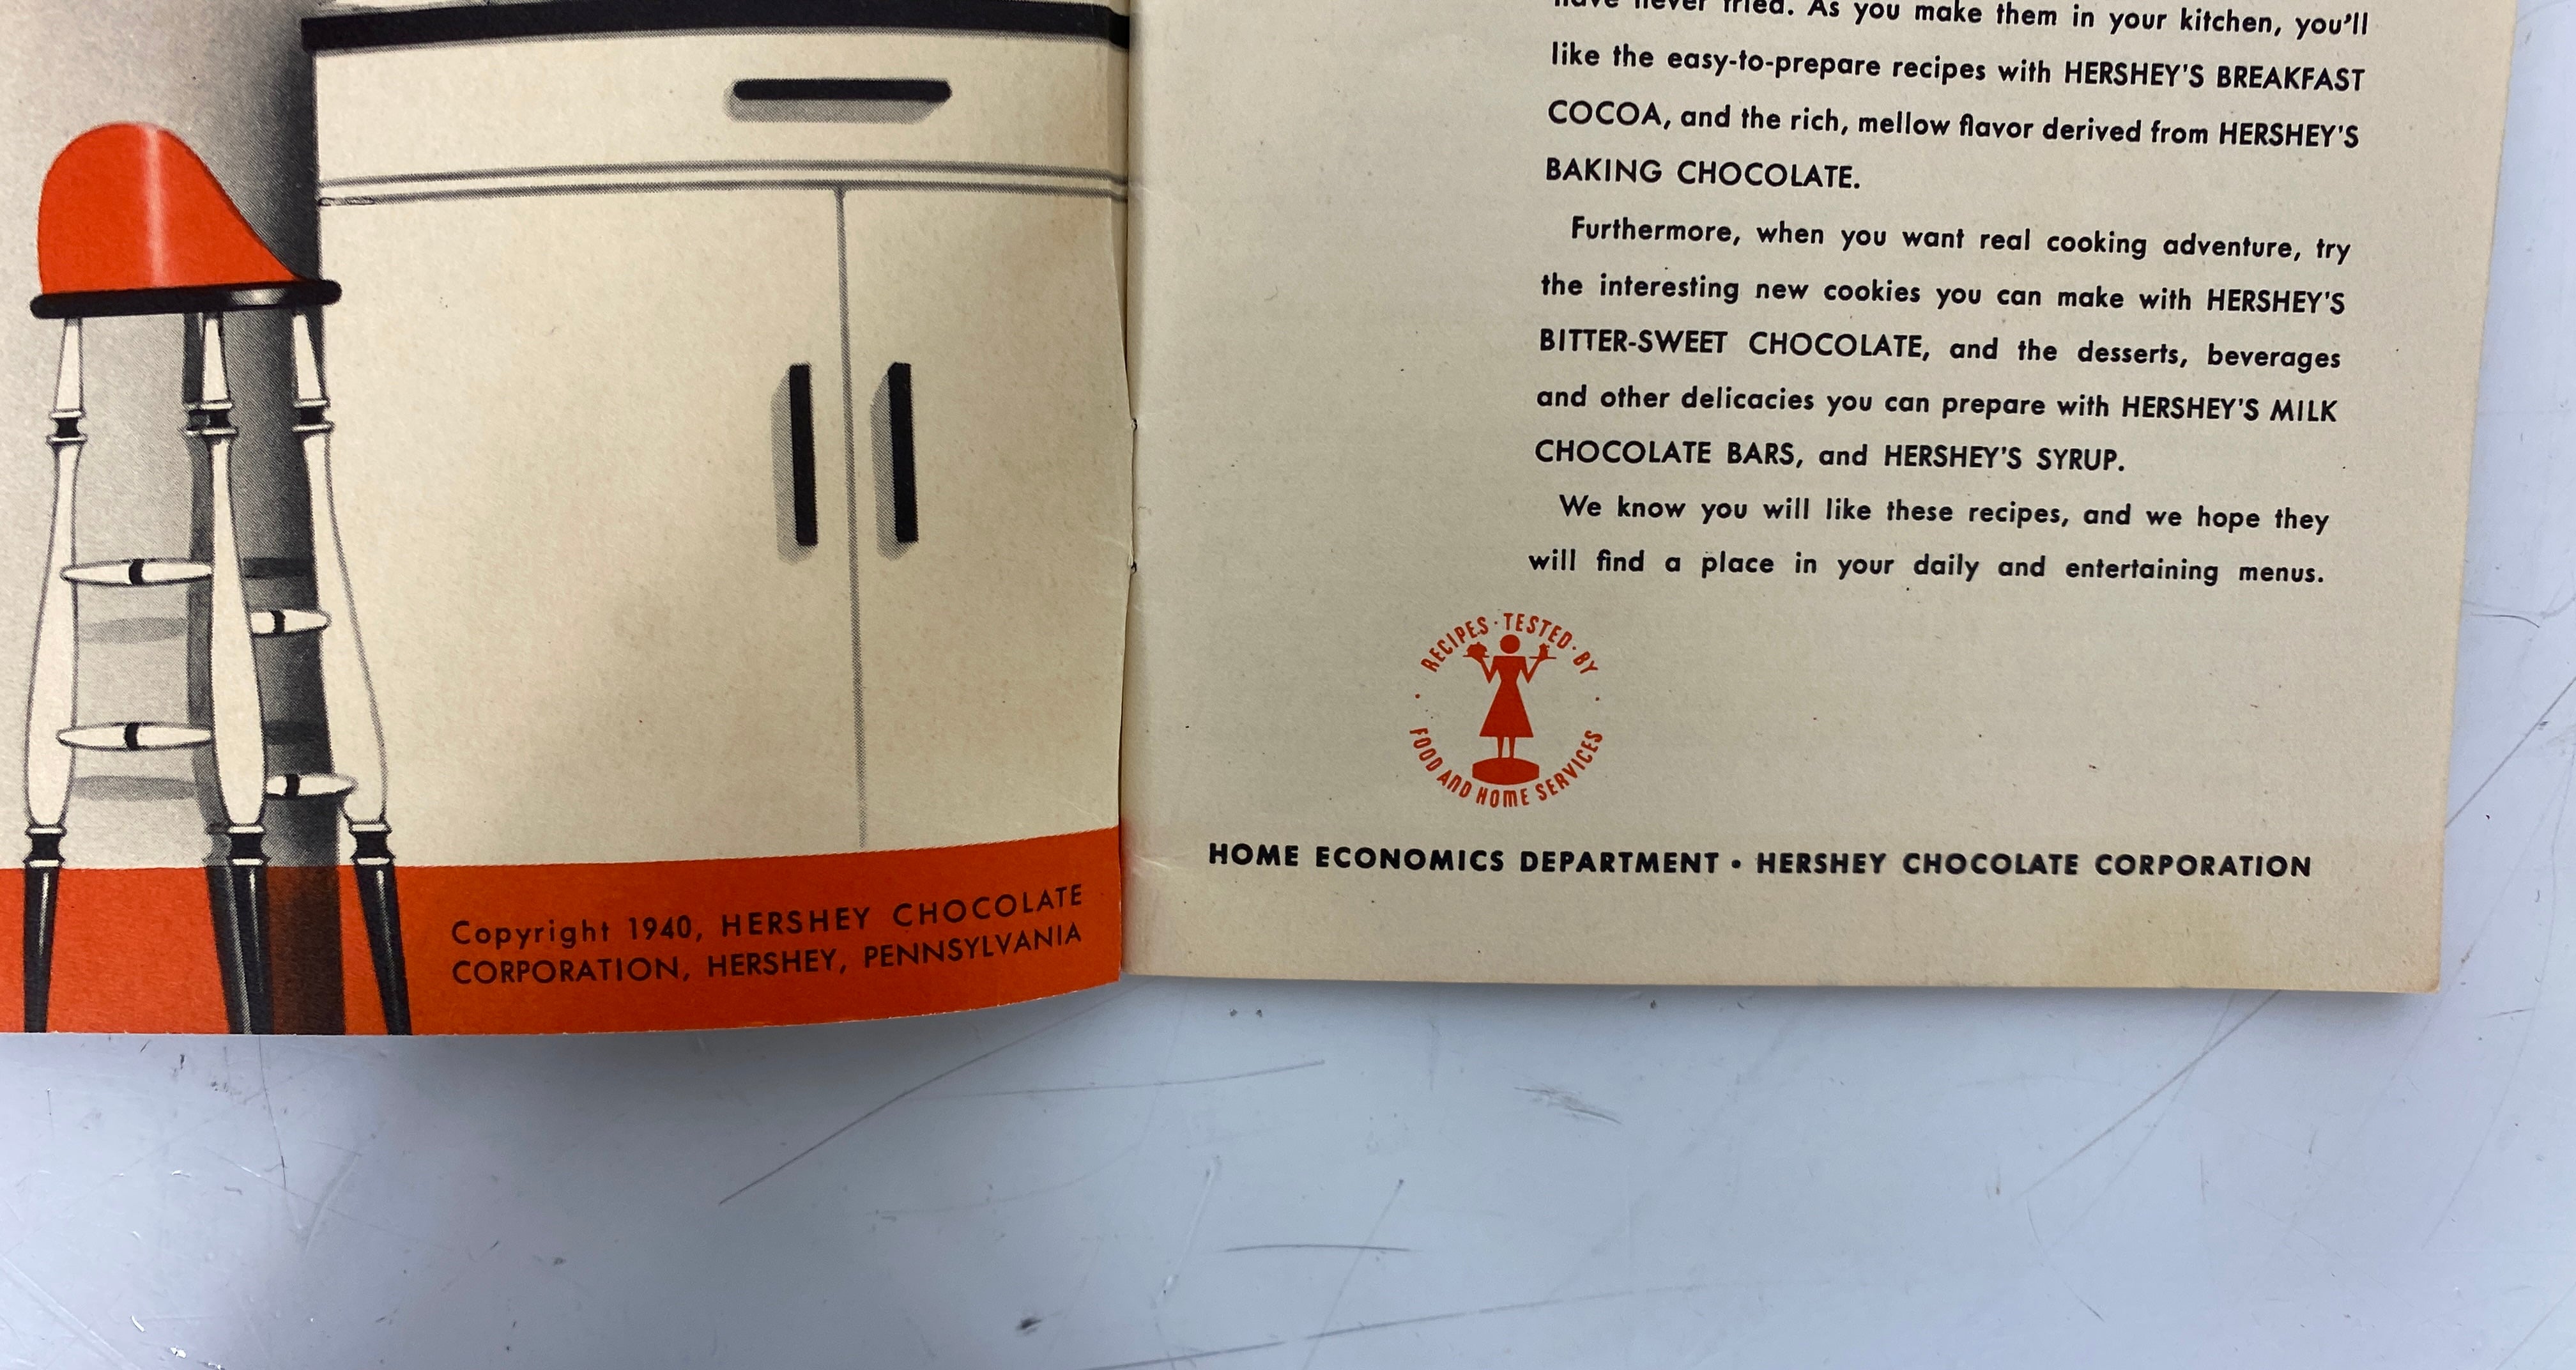 Copyright 1940, HERSHEY CHOCOLATE
CORPORATION, HERSHEY, PENNSYLVANIA
have never tried. As you make them in your kitchen, you'll
like the easy-to-prepare recipes with HERSHEY'S BREAKFAST
COCOA, and the rich, mellow flavor derived from HERSHEY'S
BAKING CHOCOLATE.
Furthermore, when you want real cooking adventure, try
the interesting new cookies you can make with HERSHEY'S
BITTER-SWEET CHOCOLATE, and the desserts, beverages
and other delicacies you can prepare with HERSHEY'S MILK
CHOCOLATE BARS, and HERSHEY'S SYRUP.
We know you will like these recipes, and we hope they
will find a place in your daily and entertaining menus.
RECIPES · TESTED · BY
· FOOD AND HOME SERVICES ·
HOME ECONOMICS DEPARTMENT • HERSHEY CHOCOLATE CORPORATION